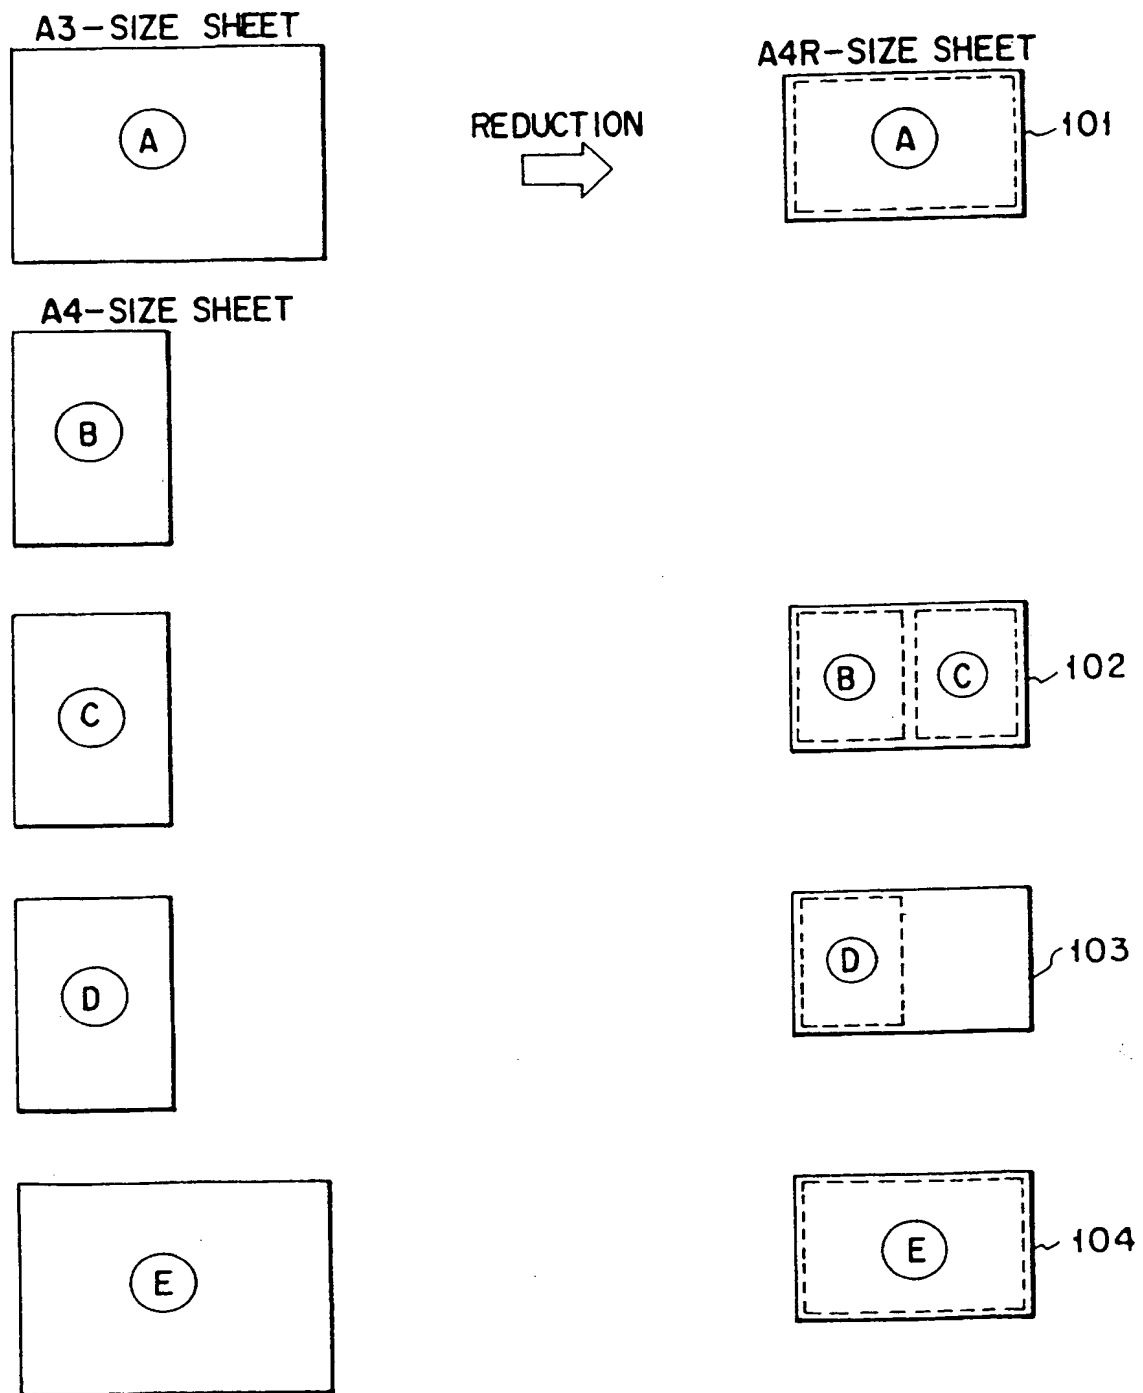 A3-SIZE SHEET
A4R-SIZE SHEET
A
REDUCTION
A
101
A4-SIZE SHEET
B
C
B
C
102
D
D
103
E
E
104